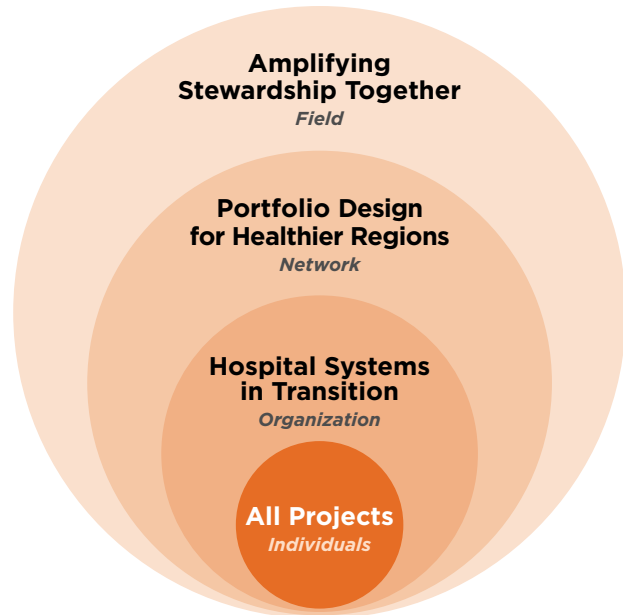 Amplifying
Stewardship Together
Field
Portfolio Design
for Healthier Regions
Network
Hospital Systems
in Transition
Organization
All Projects
Individuals